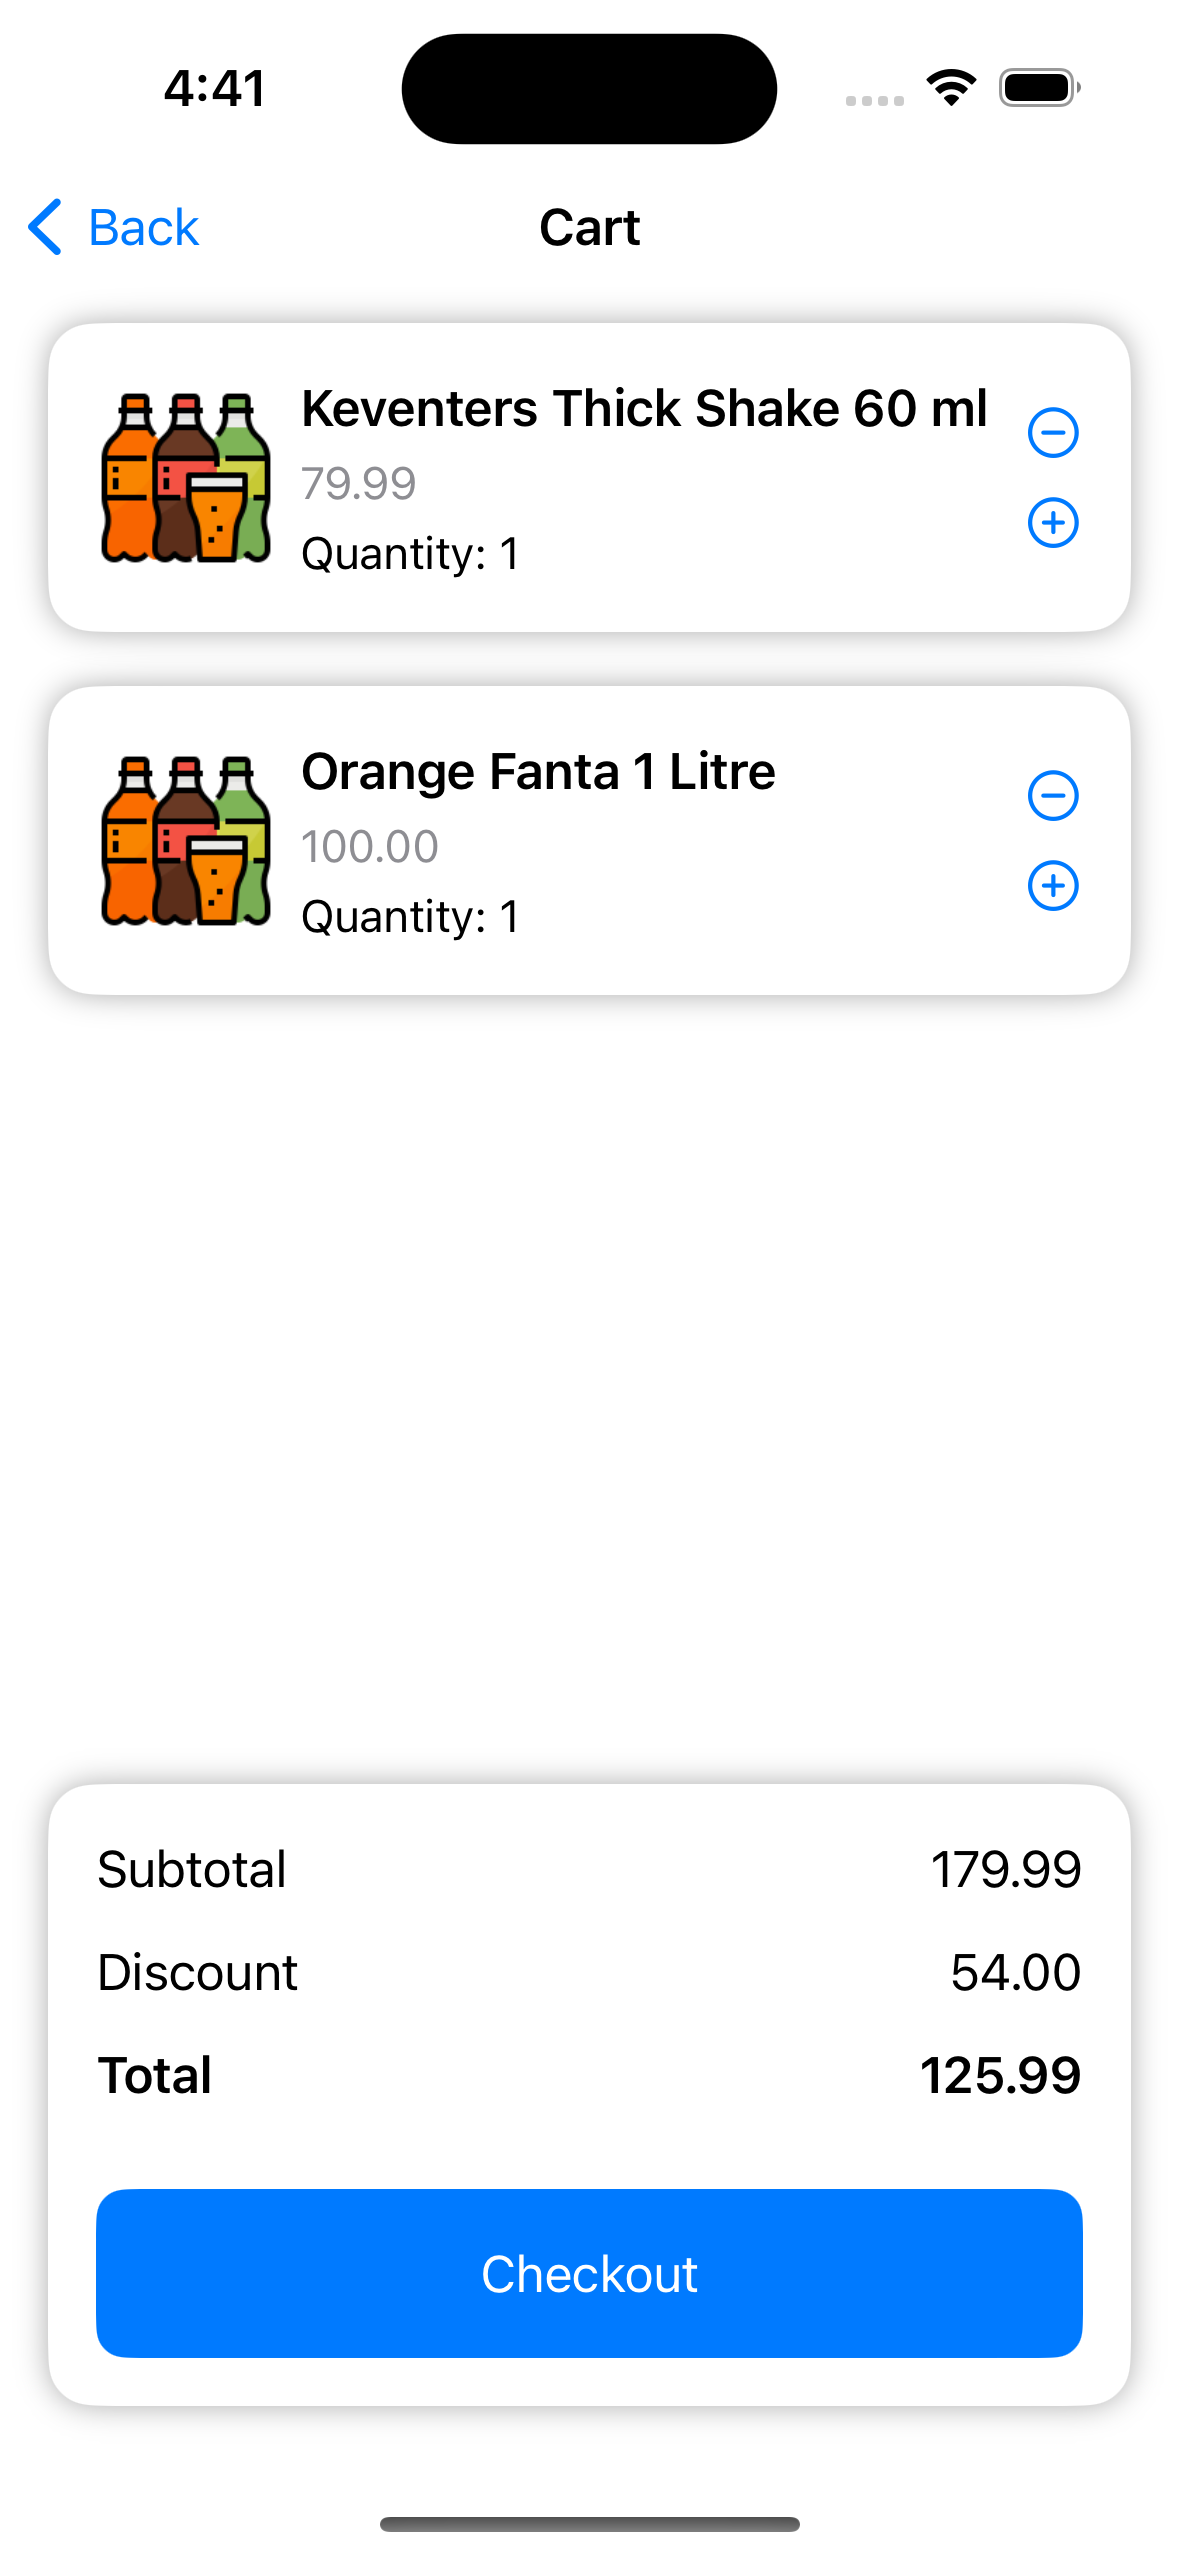 4:41
Back
Cart
Keventers Thick Shake 60 ml
79.99
Quantity: 1
Orange Fanta 1 Litre
100.00
Quantity: 1
Subtotal 179.99
Discount 54.00
Total 125.99
Checkout